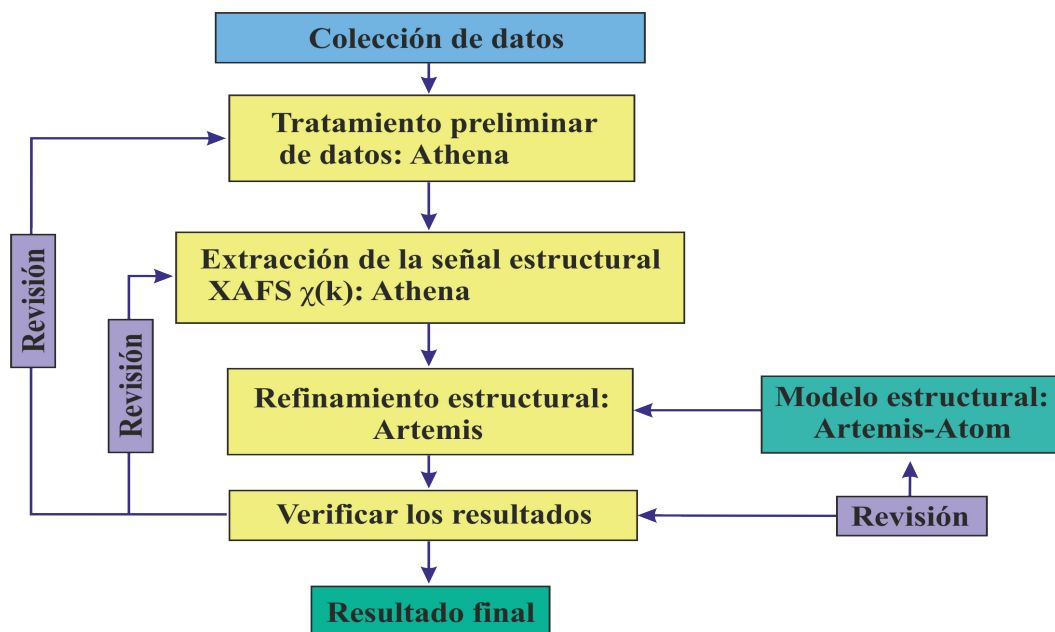 Colección de datos
Tratamiento preliminar
de datos: Athena
Extracción de la señal estructural
XAFS χ(k): Athena
Revisión
Revisión
Refinamiento estructural:
Artemis
Modelo estructural:
Artemis-Atom
Verificar los resultados
Revisión
Resultado final